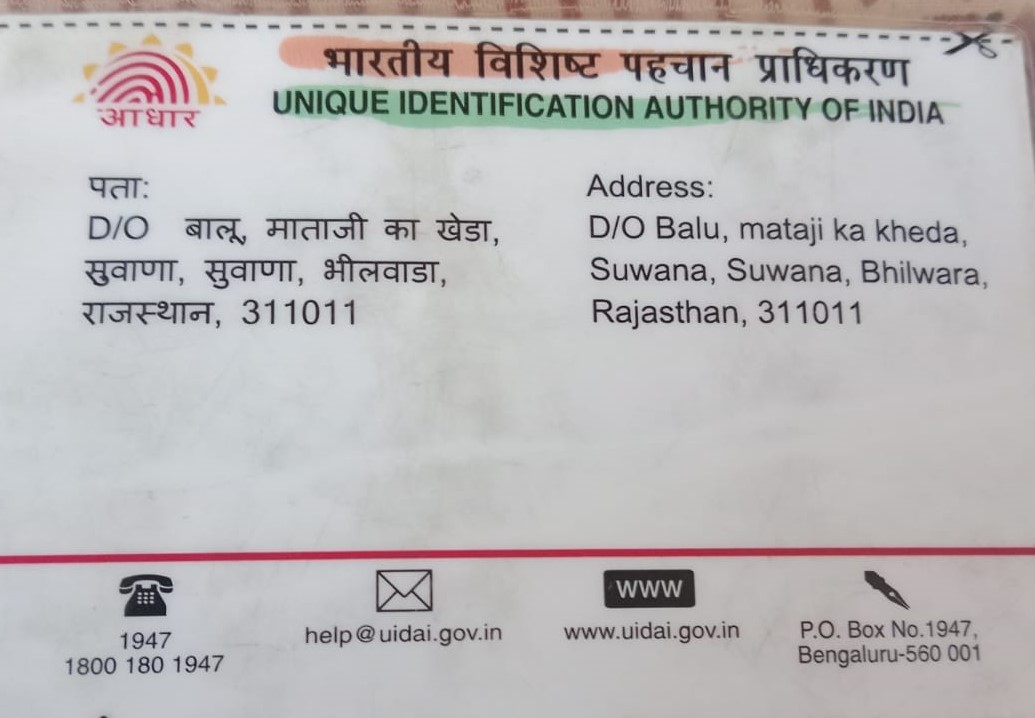 आधार
भारतीय विशिष्ट पहचान प्राधिकरण
UNIQUE IDENTIFICATION AUTHORITY OF INDIA
पता:
D/O बालू, माताजी का खेडा,
सुवाणा, सुवाणा, भीलवाडा,
राजस्थान, 311011
Address:
D/O Balu, mataji ka kheda,
Suwana, Suwana, Bhilwara,
Rajasthan, 311011
1947
1800 180 1947
help@uidai.gov.in
www
www.uidai.gov.in
P.O. Box No.1947,
Bengaluru-560 001